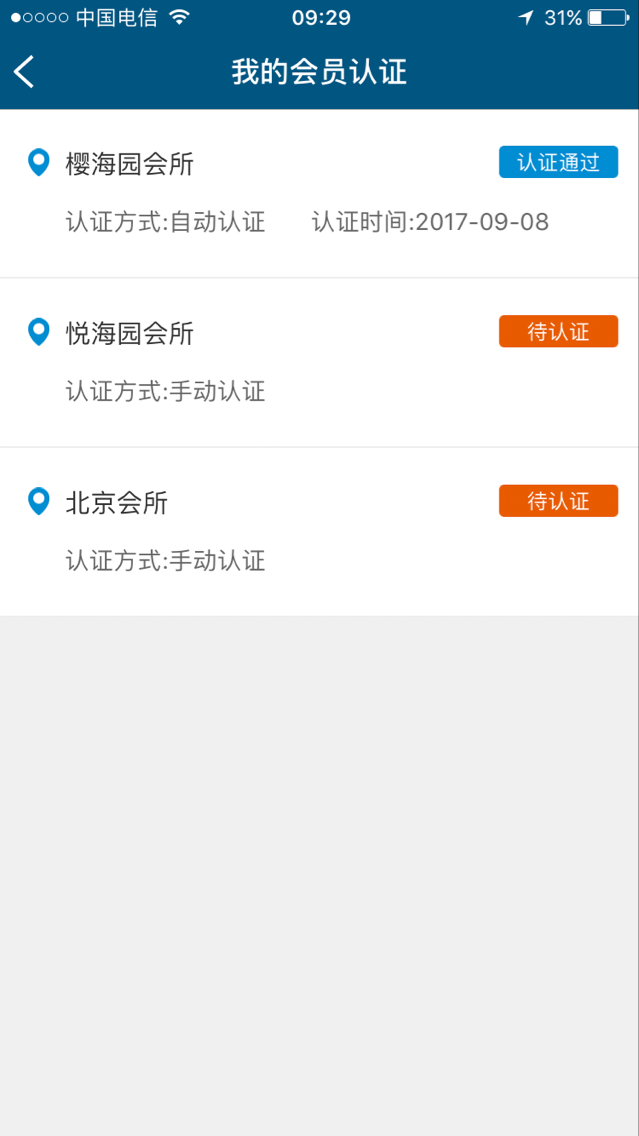 中国电信 09:29 31%
我的会员认证
樱海园会所 认证通过
认证方式:自动认证 认证时间:2017-09-08
悦海园会所 待认证
认证方式:手动认证
北京会所 待认证
认证方式:手动认证